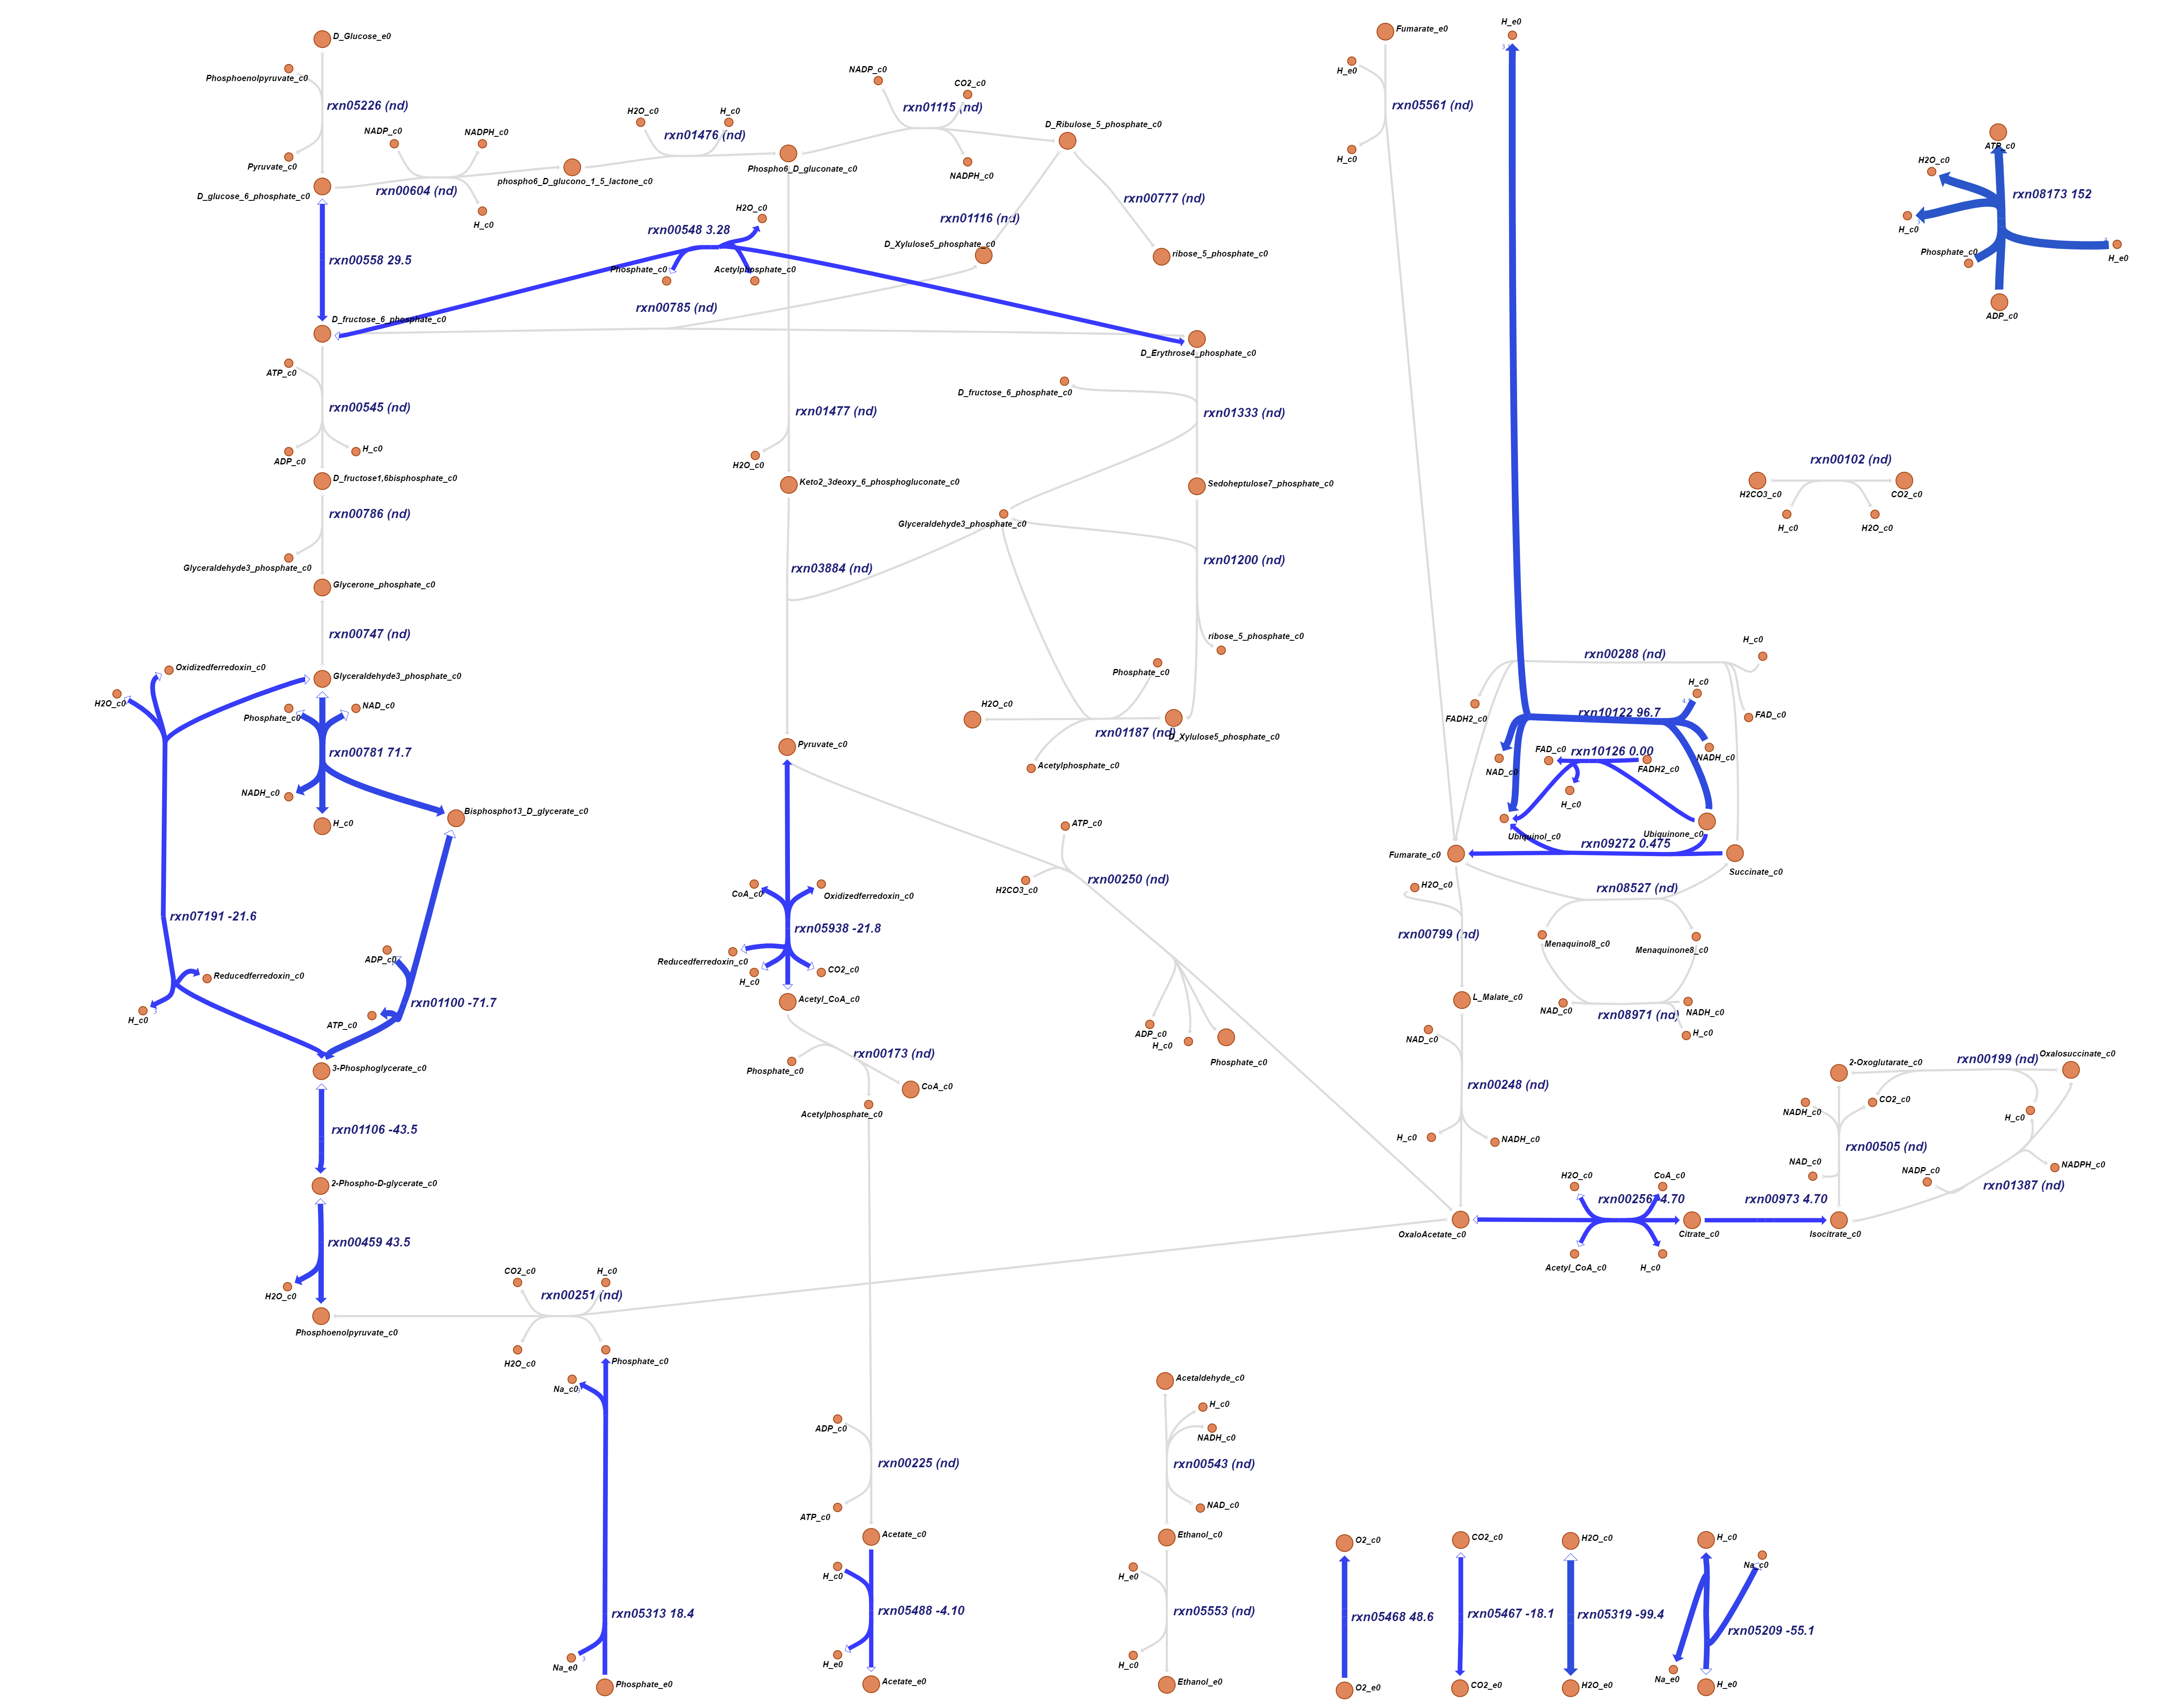 D_Glucose_e0
Phosphoenolpyruvate_c0
rxn05226 (nd)
Pyruvate_c0
D_glucose_6_phosphate_c0
NADP_c0
NADPH_c0
rxn00604 (nd)
H_c0
phospho6_D_glucono_1_5_lactone_c0
H2O_c0
H_c0
rxn01476 (nd)
Phospho6_D_gluconate_c0
NADP_c0
CO2_c0
rxn01115 (nd)
NADPH_c0
D_Ribulose_5_phosphate_c0
rxn00777 (nd)
rxn01116 (nd)
D_Xylulose5_phosphate_c0
ribose_5_phosphate_c0
rxn00558 29.5
rxn00548 3.28
H2O_c0
Phosphate_c0
Acetylphosphate_c0
rxn00785 (nd)
D_fructose_6_phosphate_c0
D_Erythrose4_phosphate_c0
ATP_c0
rxn00545 (nd)
ADP_c0
H_c0
D_fructose1,6bisphosphate_c0
rxn00786 (nd)
Glyceraldehyde3_phosphate_c0
Glycerone_phosphate_c0
rxn00747 (nd)
Glyceraldehyde3_phosphate_c0
rxn01477 (nd)
H2O_c0
Keto2_3deoxy_6_phosphogluconate_c0
rxn03884 (nd)
D_fructose_6_phosphate_c0
rxn01333 (nd)
Sedoheptulose7_phosphate_c0
Glyceraldehyde3_phosphate_c0
rxn01200 (nd)
ribose_5_phosphate_c0
Phosphate_c0
H2O_c0
rxn01187 (nd)
D_Xylulose5_phosphate_c0
Acetylphosphate_c0
Oxidizedferredoxin_c0
H2O_c0
Phosphate_c0
NAD_c0
rxn00781 71.7
NADH_c0
H_c0
Bisphospho13_D_glycerate_c0
rxn07191 -21.6
Reducedferredoxin_c0
H_c0
3
ADP_c0
rxn01100 -71.7
ATP_c0
3-Phosphoglycerate_c0
rxn01106 -43.5
2-Phospho-D-glycerate_c0
rxn00459 43.5
H2O_c0
Phosphoenolpyruvate_c0
Pyruvate_c0
CoA_c0
Oxidizedferredoxin_c0
rxn05938 -21.8
Reducedferredoxin_c0
H_c0
CO2_c0
Acetyl_CoA_c0
rxn00173 (nd)
Phosphate_c0
CoA_c0
Acetylphosphate_c0
ATP_c0
H2CO3_c0
rxn00250 (nd)
ADP_c0
H_c0
Phosphate_c0
CO2_c0
H_c0
rxn00251 (nd)
H2O_c0
Phosphate_c0
Na_c0
rxn05313 18.4
Na_e0
3
Phosphate_e0
ADP_c0
rxn00225 (nd)
ATP_c0
Acetate_c0
H_c0
rxn05488 -4.10
H_e0
Acetate_e0
Acetaldehyde_c0
H_c0
NADH_c0
rxn00543 (nd)
NAD_c0
Ethanol_c0
H_e0
rxn05553 (nd)
H_c0
Ethanol_e0
Fumarate_e0
H_e0
rxn05561 (nd)
H_c0
H_e0
ATP_c0
H2O_c0
rxn08173 152
H_c0
Phosphate_c0
H_e0
ADP_c0
rxn00102 (nd)
H2CO3_c0
CO2_c0
H_c0
H2O_c0
rxn00288 (nd)
H_c0
FADH2_c0
FAD_c0
H_c0
rxn10122 96.7
NAD_c0
NADH_c0
FAD_c0
rxn10126 0.00
FADH2_c0
H_c0
Ubiquinol_c0
Ubiquinone_c0
rxn09272 0.475
Fumarate_c0
Succinate_c0
rxn08527 (nd)
H2O_c0
rxn00799 (nd)
Menaquinol8_c0
Menaquinone8_c0
L_Malate_c0
NAD_c0
NADH_c0
rxn08971 (nd)
H_c0
NAD_c0
rxn00248 (nd)
H_c0
NADH_c0
2-Oxoglutarate_c0
rxn00199 (nd)
Oxalosuccinate_c0
NADH_c0
CO2_c0
H_c0
rxn00505 (nd)
NAD_c0
NADP_c0
NADPH_c0
rxn01387 (nd)
H2O_c0
CoA_c0
rxn00256 -4.70
rxn00973 4.70
OxaloAcetate_c0
Citrate_c0
Isocitrate_c0
Acetyl_CoA_c0
H_c0
O2_c0
rxn05468 48.6
O2_e0
CO2_c0
rxn05467 -18.1
CO2_e0
H2O_c0
rxn05319 -99.4
H2O_e0
H_c0
Na_c0
rxn05209 -55.1
Na_e0
H_e0